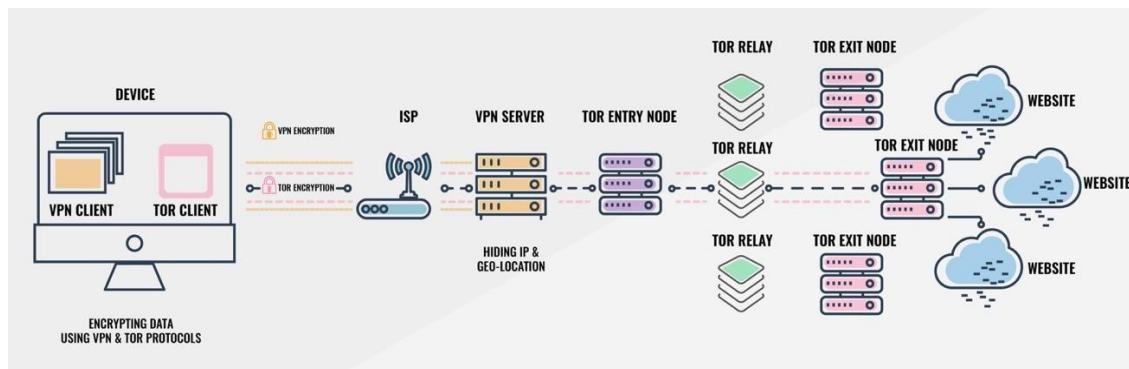 DEVICE
VPN CLIENT
TOR CLIENT
ENCRYPTING DATA
USING VPN & TOR PROTOCOLS
VPN ENCRYPTION
TOR ENCRYPTION
ISP
VPN SERVER
HIDING IP &
GEO-LOCATION
TOR ENTRY NODE
TOR RELAY
TOR RELAY
TOR RELAY
TOR EXIT NODE
TOR EXIT NODE
TOR EXIT NODE
WEBSITE
WEBSITE
WEBSITE